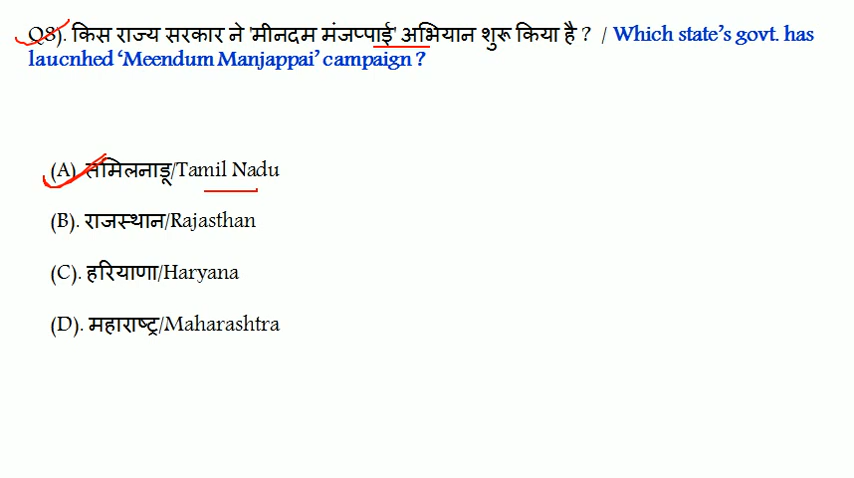 Q8). किस राज्य सरकार ने 'मीनदम मंजप्पाई' अभियान शुरू किया है ? / Which state's govt. has
laucnhed ‘Meendum Manjappai’ campaign ?
(A). तमिलनाडू/Tamil Nadu
(B). राजस्थान/Rajasthan
(C). हरियाणा/Haryana
(D). महाराष्ट्र/Maharashtra